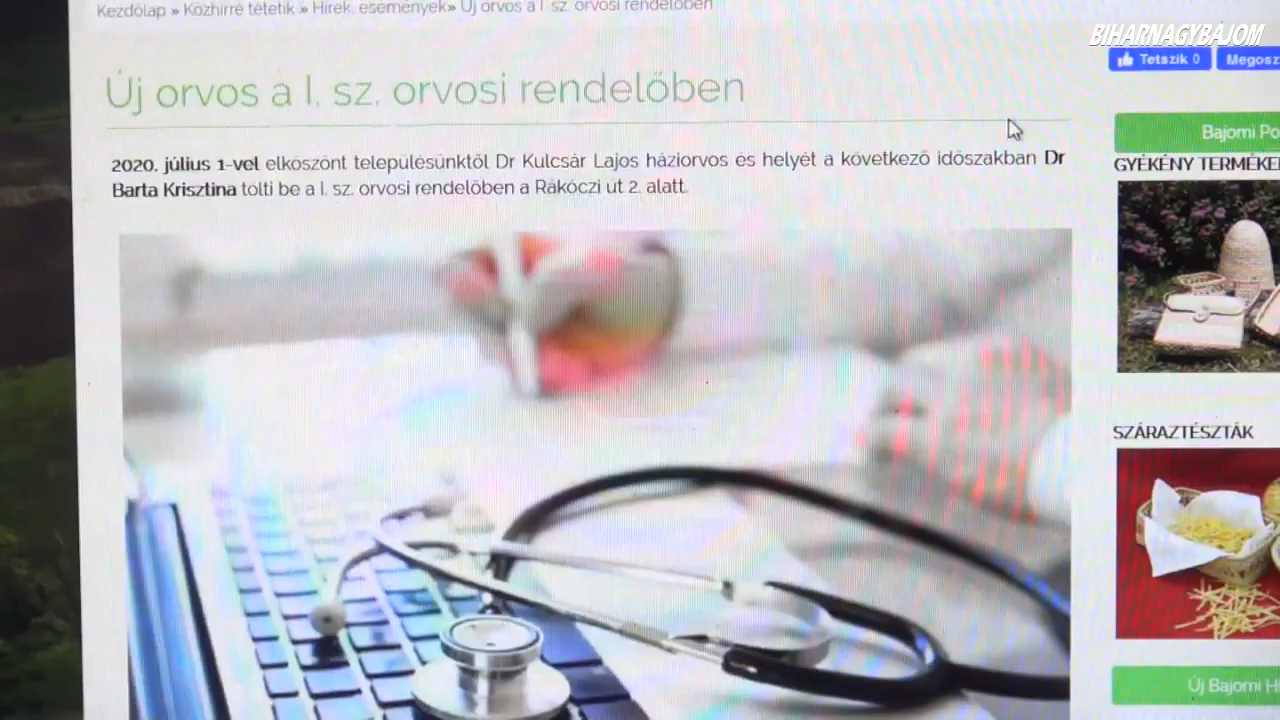 BIHARNAGYBAJOM
Kezdőlap » Közhírré tétetik » Hírek, események» Új orvos a I. sz. orvosi rendelőben
Tetszik 0
Megosz
Új orvos a I. sz. orvosi rendelőben
Bajomi Po
2020. július 1-vel elköszönt településünktől Dr Kulcsár Lajos háziorvos és helyét a következő időszakban Dr
Barta Krisztina tölti be a I. sz. orvosi rendelőben a Rákóczi út 2. alatt.
GYÉKÉNY TERMÉKE
SZÁRAZTÉSZTÁK
Új Bajomi H